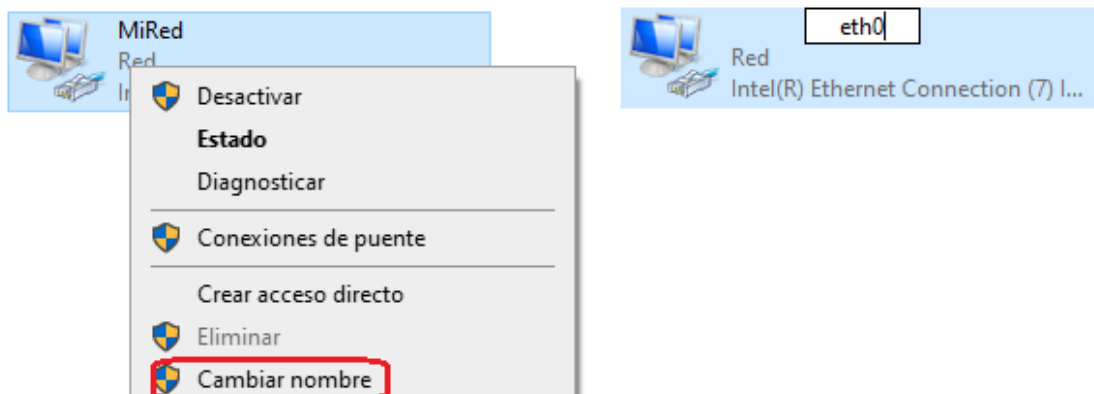 MiRed
Red
Desactivar
Estado
Diagnosticar
Conexiones de puente
Crear acceso directo
Eliminar
Cambiar nombre
eth0
Red
Intel(R) Ethernet Connection (7) I...